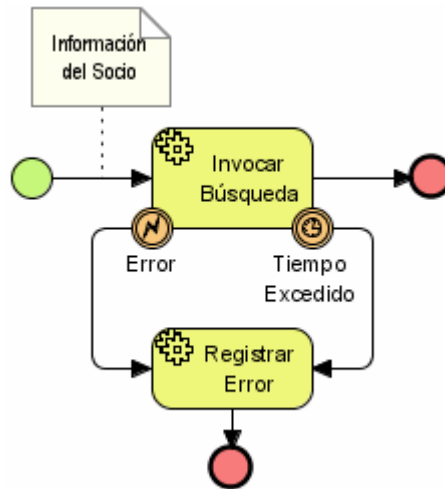 Información
del Socio
Invocar
Búsqueda
Error
Tiempo
Excedido
Registrar
Error